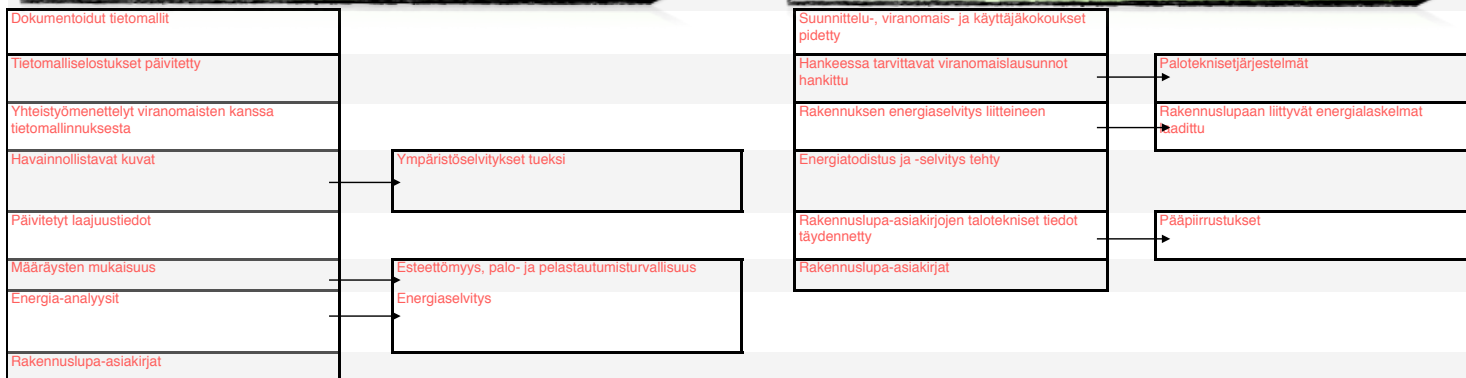 Dokumentoidut tietomallit
Tietomalliselostukset päivitetty
Yhteistyömenettelyt viranomaisten kanssa
tietomallinnuksesta
Havainnollistavat kuvat
Päivitetyt laajuustiedot
Määräysten mukaisuus
Energia-analyysit
Rakennuslupa-asiakirjat
Ympäristöselvitykset tueksi
Esteettömyys, palo- ja pelastautumisturvallisuus
Energiaselvitys
Suunnittelu-, viranomais- ja käyttäjäkokoukset
pidetty
Hankeessa tarvittavat viranomaislausunnot
hankittu
Rakennuksen energiaselvitys liitteineen
Energiatodistus ja -selvitys tehty
Rakennuslupa-asiakirjojen talotekniset tiedot
täydennetty
Rakennuslupa-asiakirjat
Paloteknisetjärjestelmät
Rakennuslupaan liittyvät energialaskelmat
laadittu
Pääpiirrustukset